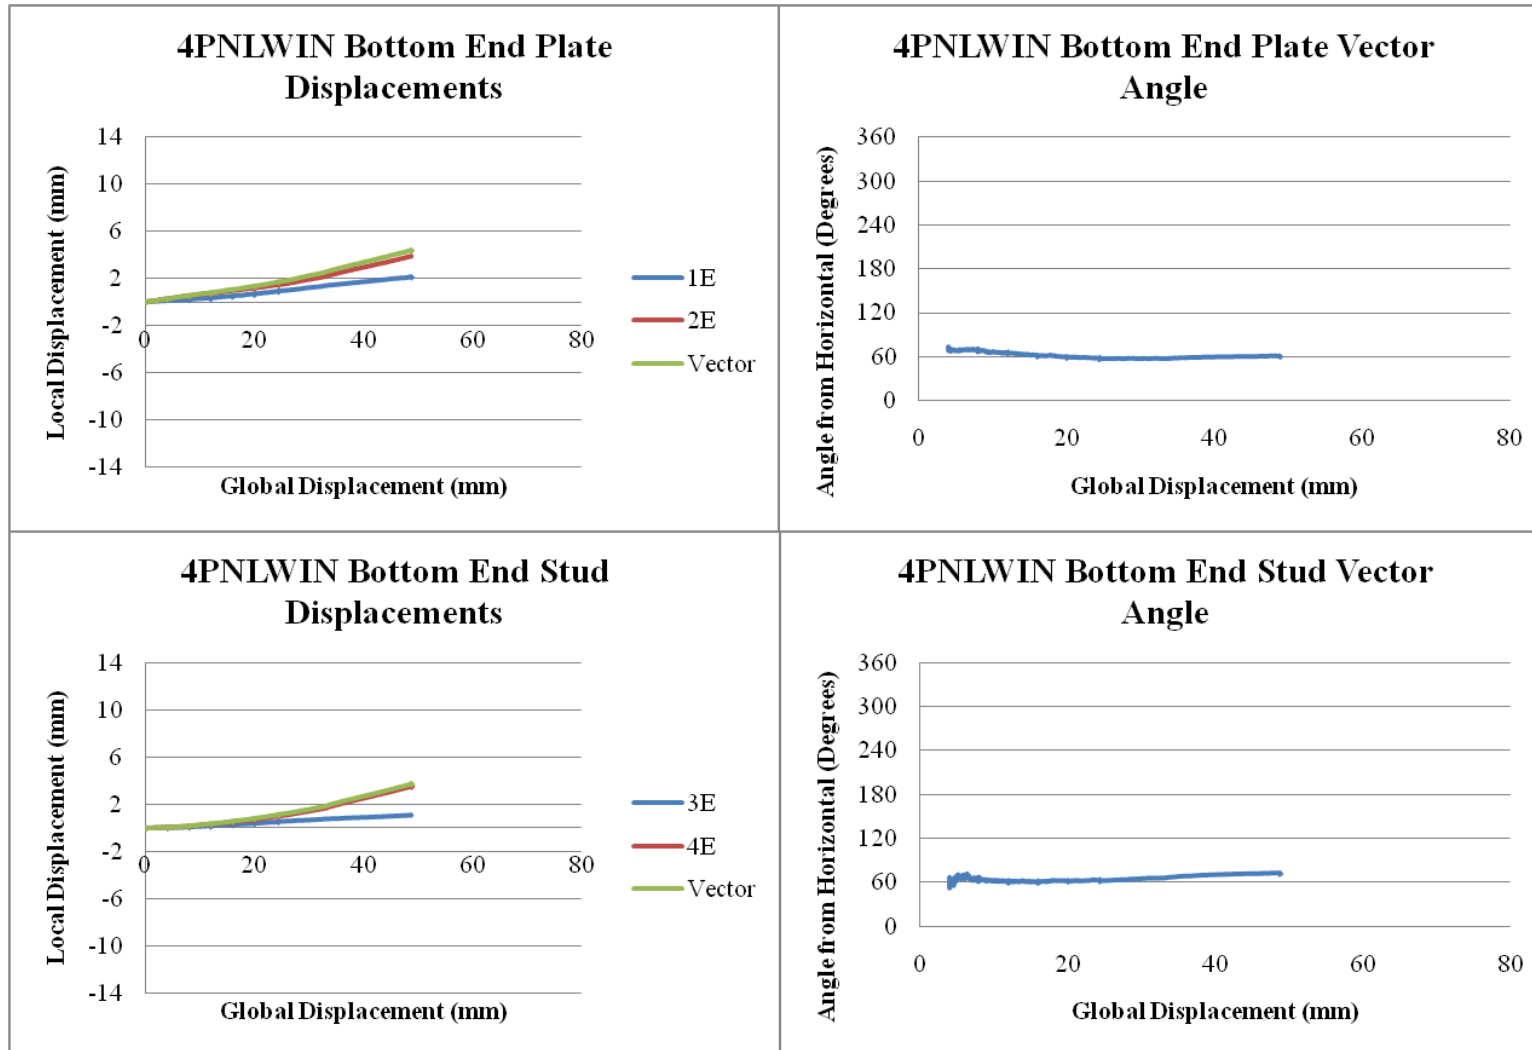 4PNLWIN Bottom End Plate
Displacements
Local Displacement (mm)
14
10
6
2
-2
-6
-10
-14
0
20
40
60
80
Global Displacement (mm)
1E
2E
Vector
4PNLWIN Bottom End Plate Vector
Angle
Angle from Horizontal (Degrees)
360
300
240
180
120
60
0
0
20
40
60
80
Global Displacement (mm)
4PNLWIN Bottom End Stud
Displacements
Local Displacement (mm)
14
10
6
2
-2
-6
-10
-14
0
20
40
60
80
Global Displacement (mm)
3E
4E
Vector
4PNLWIN Bottom End Stud Vector
Angle
Angle from Horizontal (Degrees)
360
300
240
180
120
60
0
0
20
40
60
80
Global Displacement (mm)